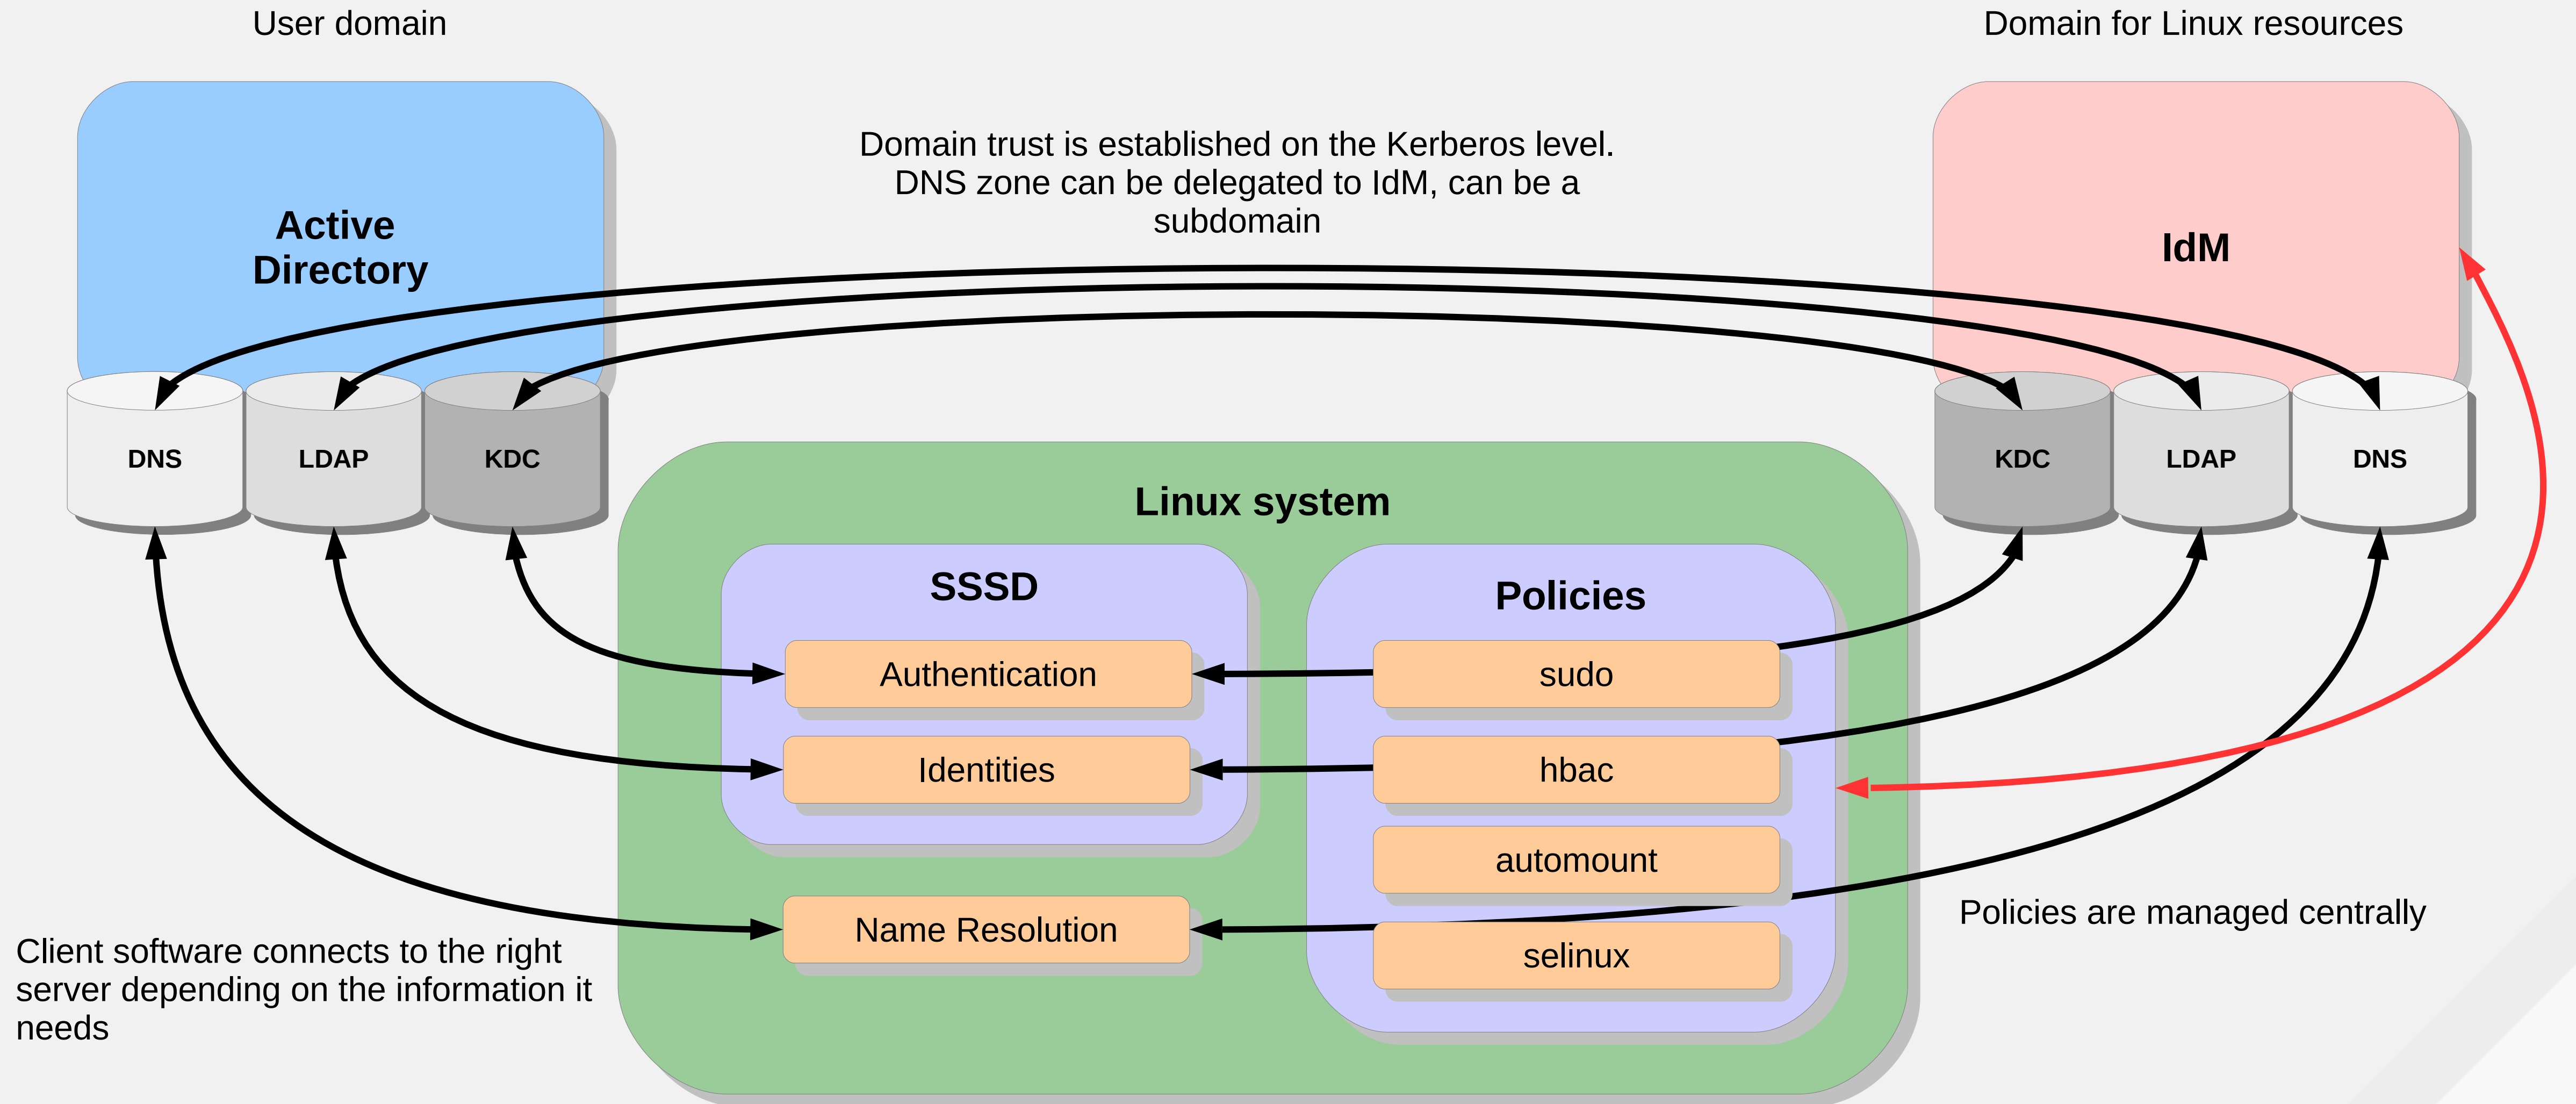 User domain
Domain for Linux resources
Active
Directory
Domain trust is established on the Kerberos level.
DNS zone can be delegated to IdM, can be a
subdomain
IdM
DNS
LDAP
KDC
KDC
LDAP
DNS
Linux system
SSSD
Authentication
Identities
Name Resolution
Policies
sudo
hbac
automount
selinux
Client software connects to the right
server depending on the information it
needs
Policies are managed centrally